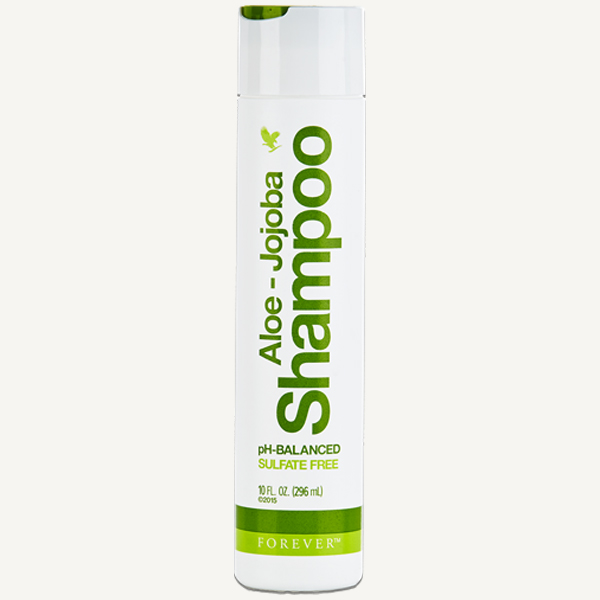 Aloe - Jojoba
Shampoo
pH-BALANCED
SULFATE FREE
10 FL. OZ. (296 mL)
©2015
FOREVER™